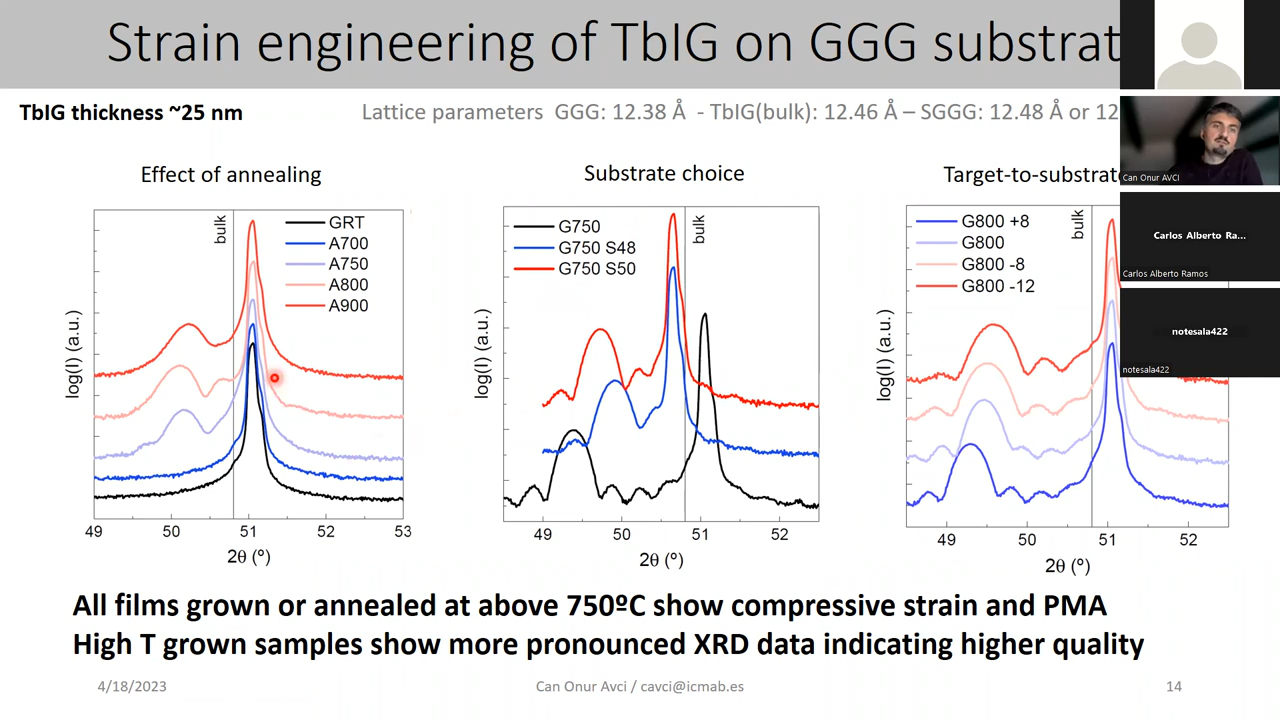 Strain engineering of TbIG on GGG substrat
TbIG thickness ~25 nm
Lattice parameters GGG: 12.38 Å - TbIG(bulk): 12.46 Å – SGGG: 12.48 Å or 12
Effect of annealing
bulk
GRT
A700
A750
A800
A900
log(I) (a.u.)
49 50 51 52 53
2θ (º)
Substrate choice
G750
G750 S48
G750 S50
bulk
log(I) (a.u.)
49 50 51 52
2θ (º)
Target-to-substrat
G800 +8
G800
G800 -8
G800 -12
bulk
log(I) (a.u.)
49 50 51 52
2θ (º)
Can Onur AVCI
Carlos Alberto Ra...
Carlos Alberto Ramos
notesala422
notesala422
All films grown or annealed at above 750ºC show compressive strain and PMA
High T grown samples show more pronounced XRD data indicating higher quality
4/18/2023
Can Onur Avci / cavci@icmab.es
14